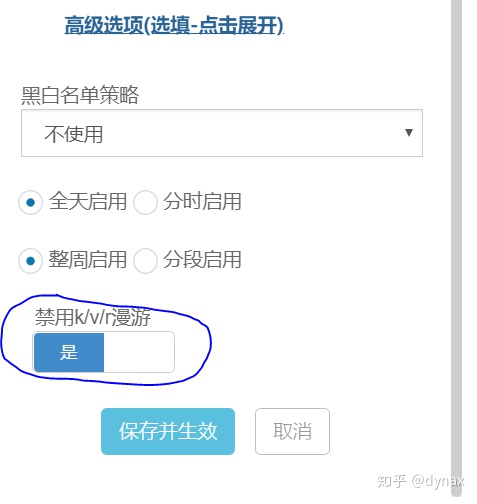 高级选项(选填-点击展开)
黑白名单策略
不使用
全天启用 分时启用
整周启用 分段启用
禁用k/v/r漫游
是
保存并生效 取消
知乎 @dynax